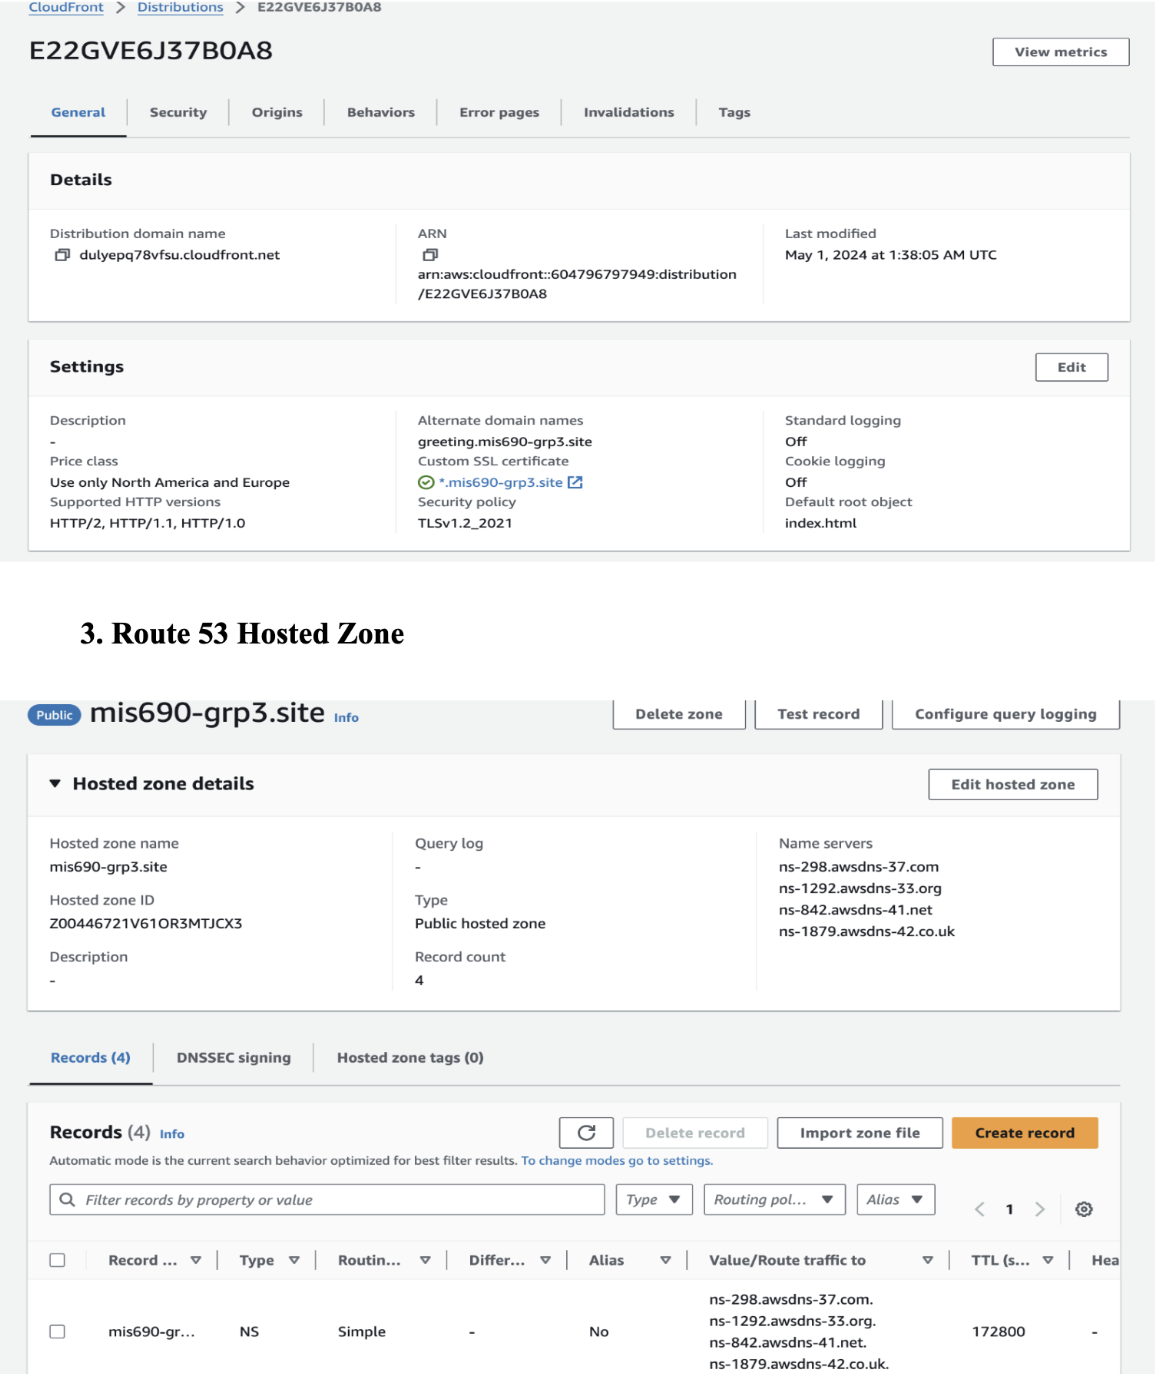 CloudFront > Distributions > E22GVE6J37B0A8
E22GVE6J37B0A8
View metrics
General
Security
Origins
Behaviors
Error pages
Invalidations
Tags
Details
Distribution domain name
dulyepq78vfsu.cloudfront.net
ARN
arn:aws:cloudfront::604796797949:distribution
/E22GVE6J37B0A8
Last modified
May 1, 2024 at 1:38:05 AM UTC
Settings
Edit
Description
-
Price class
Use only North America and Europe
Supported HTTP versions
HTTP/2, HTTP/1.1, HTTP/1.0
Alternate domain names
greeting.mis690-grp3.site
Custom SSL certificate
*.mis690-grp3.site
Security policy
TLSv1.2_2021
Standard logging
Off
Cookie logging
Off
Default root object
index.html
3. Route 53 Hosted Zone
Public mis690-grp3.site Info
Delete zone
Test record
Configure query logging
Hosted zone details
Edit hosted zone
Hosted zone name
mis690-grp3.site
Hosted zone ID
Z00446721V61OR3MTJCX3
Description
-
Query log
-
Type
Public hosted zone
Record count
4
Name servers
ns-298.awsdns-37.com
ns-1292.awsdns-33.org
ns-842.awsdns-41.net
ns-1879.awsdns-42.co.uk
Records (4)
DNSSEC signing
Hosted zone tags (0)
Records (4) Info
Delete record
Import zone file
Create record
Automatic mode is the current search behavior optimized for best filter results. To change modes go to settings.
Filter records by property or value
Type
Routing pol...
Alias
< 1 >
Record ...
Type
Routin...
Differ...
Alias
Value/Route traffic to
TTL (s...
Hea
mis690-gr...
NS
Simple
-
No
ns-298.awsdns-37.com.
ns-1292.awsdns-33.org.
ns-842.awsdns-41.net.
ns-1879.awsdns-42.co.uk.
172800
-